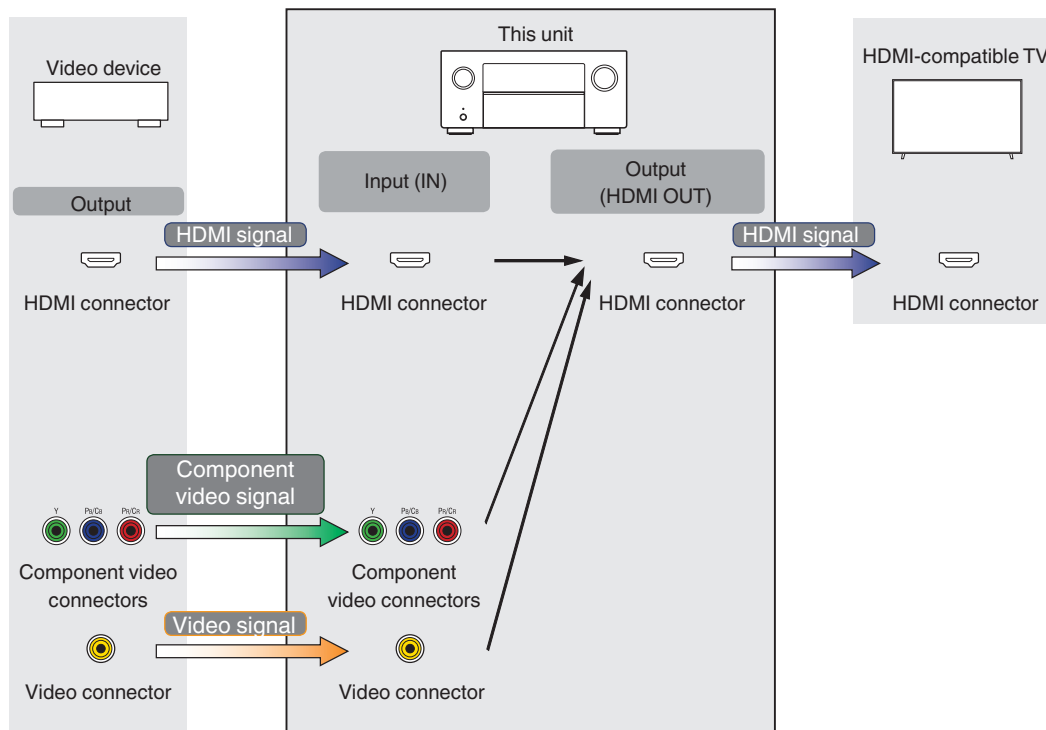 Video device
Output
HDMI connector
Y
PB/CB
PR/CR
Component video
connectors
Video connector
HDMI signal
Component
video signal
Video signal
This unit
Input (IN)
HDMI connector
Y
PB/CB
PR/CR
Component
video connectors
Video connector
Output
(HDMI OUT)
HDMI connector
HDMI signal
HDMI-compatible TV
HDMI connector